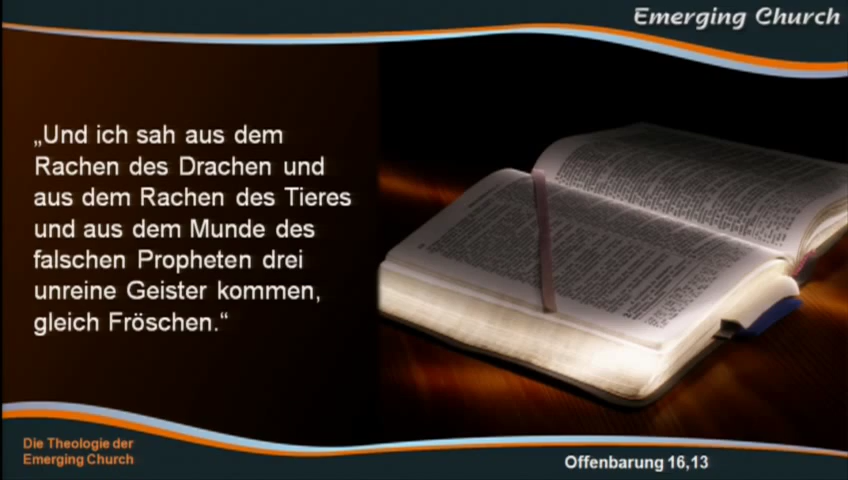 Emerging Church
„Und ich sah aus dem
Rachen des Drachen und
aus dem Rachen des Tieres
und aus dem Munde des
falschen Propheten drei
unreine Geister kommen,
gleich Fröschen.“
Die Theologie der
Emerging Church
Offenbarung 16,13